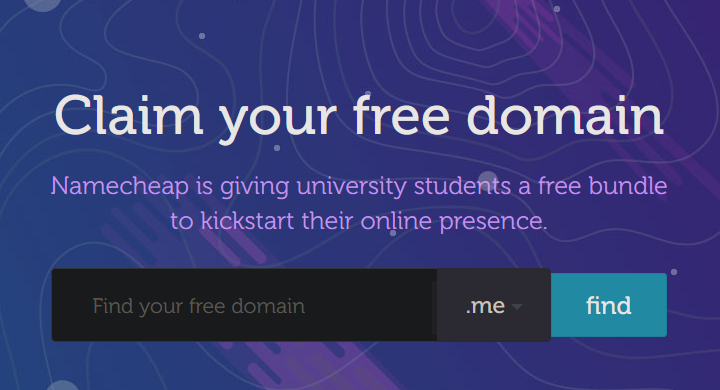 Claim your free domain
Namecheap is giving university students a free bundle
to kickstart their online presence.
Find your free domain .me find